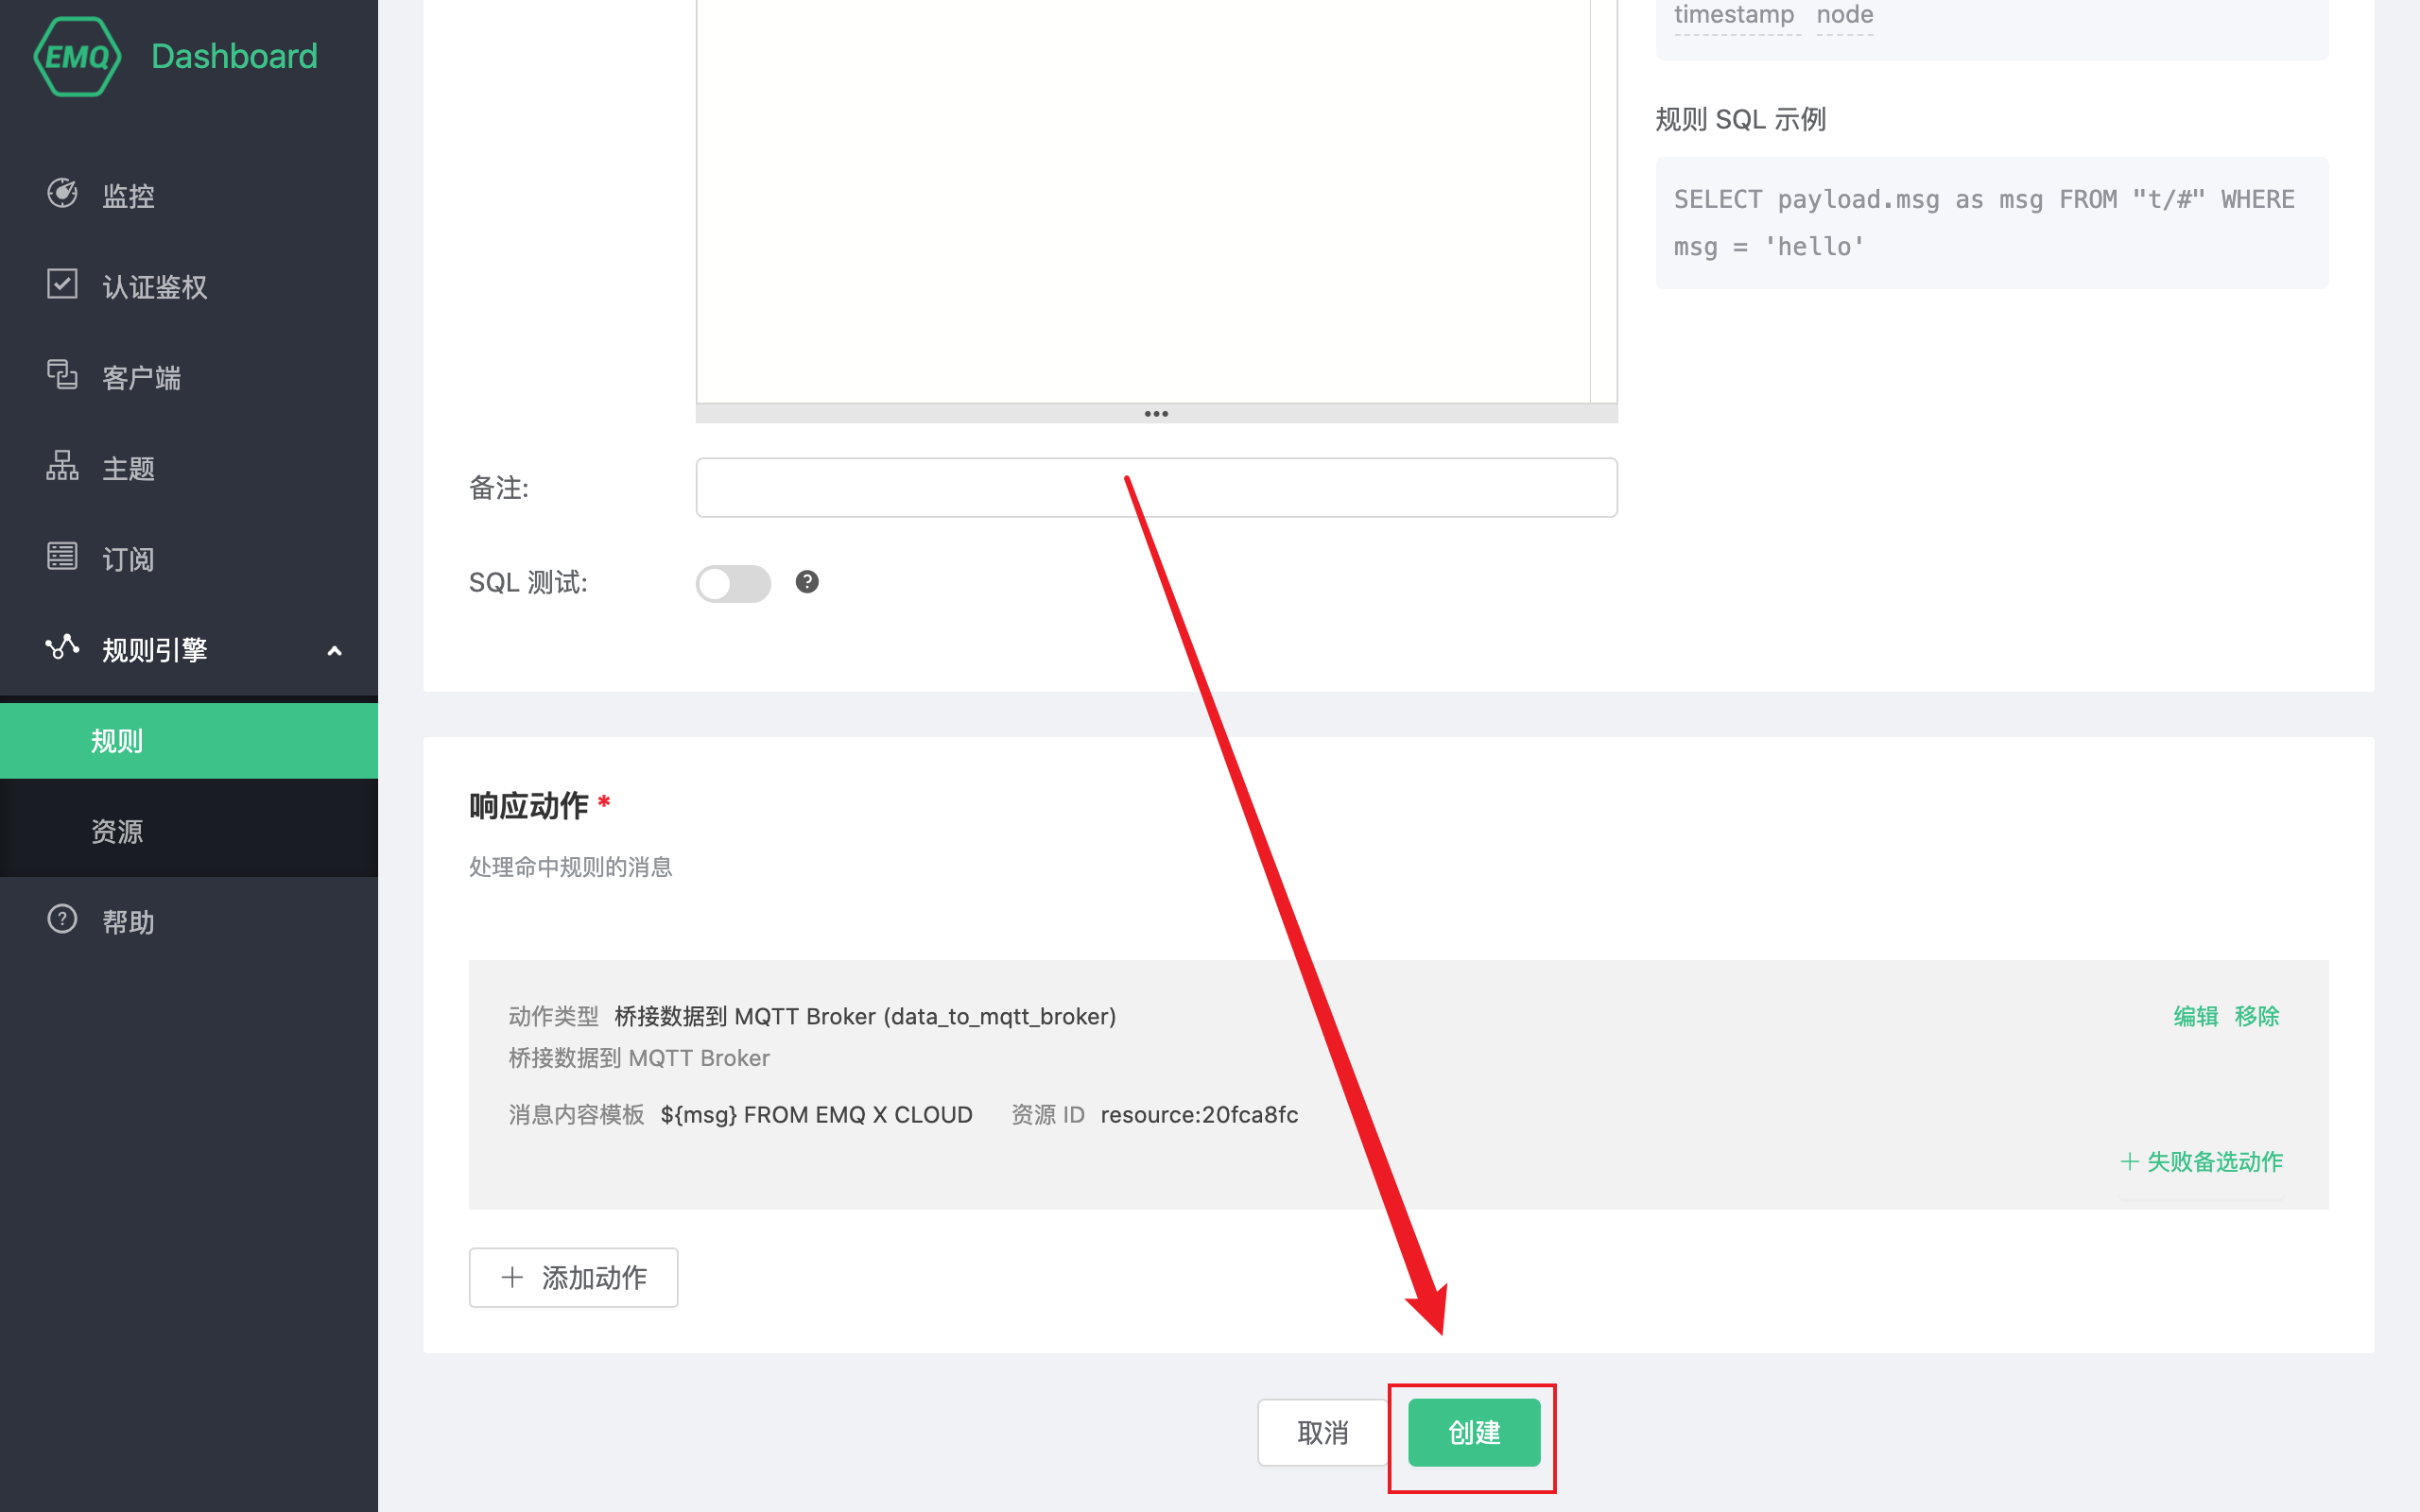 EMQ Dashboard
监控
认证鉴权
客户端
主题
订阅
规则引擎
规则
资源
帮助
timestamp node
规则 SQL 示例
SELECT payload.msg as msg FROM "t/#" WHERE
msg = 'hello'
备注:
SQL 测试:
响应动作 *
处理命中规则的消息
动作类型 桥接数据到 MQTT Broker (data_to_mqtt_broker)
编辑 移除
桥接数据到 MQTT Broker
消息内容模板 ${msg} FROM EMQ X CLOUD 资源 ID resource:20fca8fc
+ 失败备选动作
+ 添加动作
取消 创建